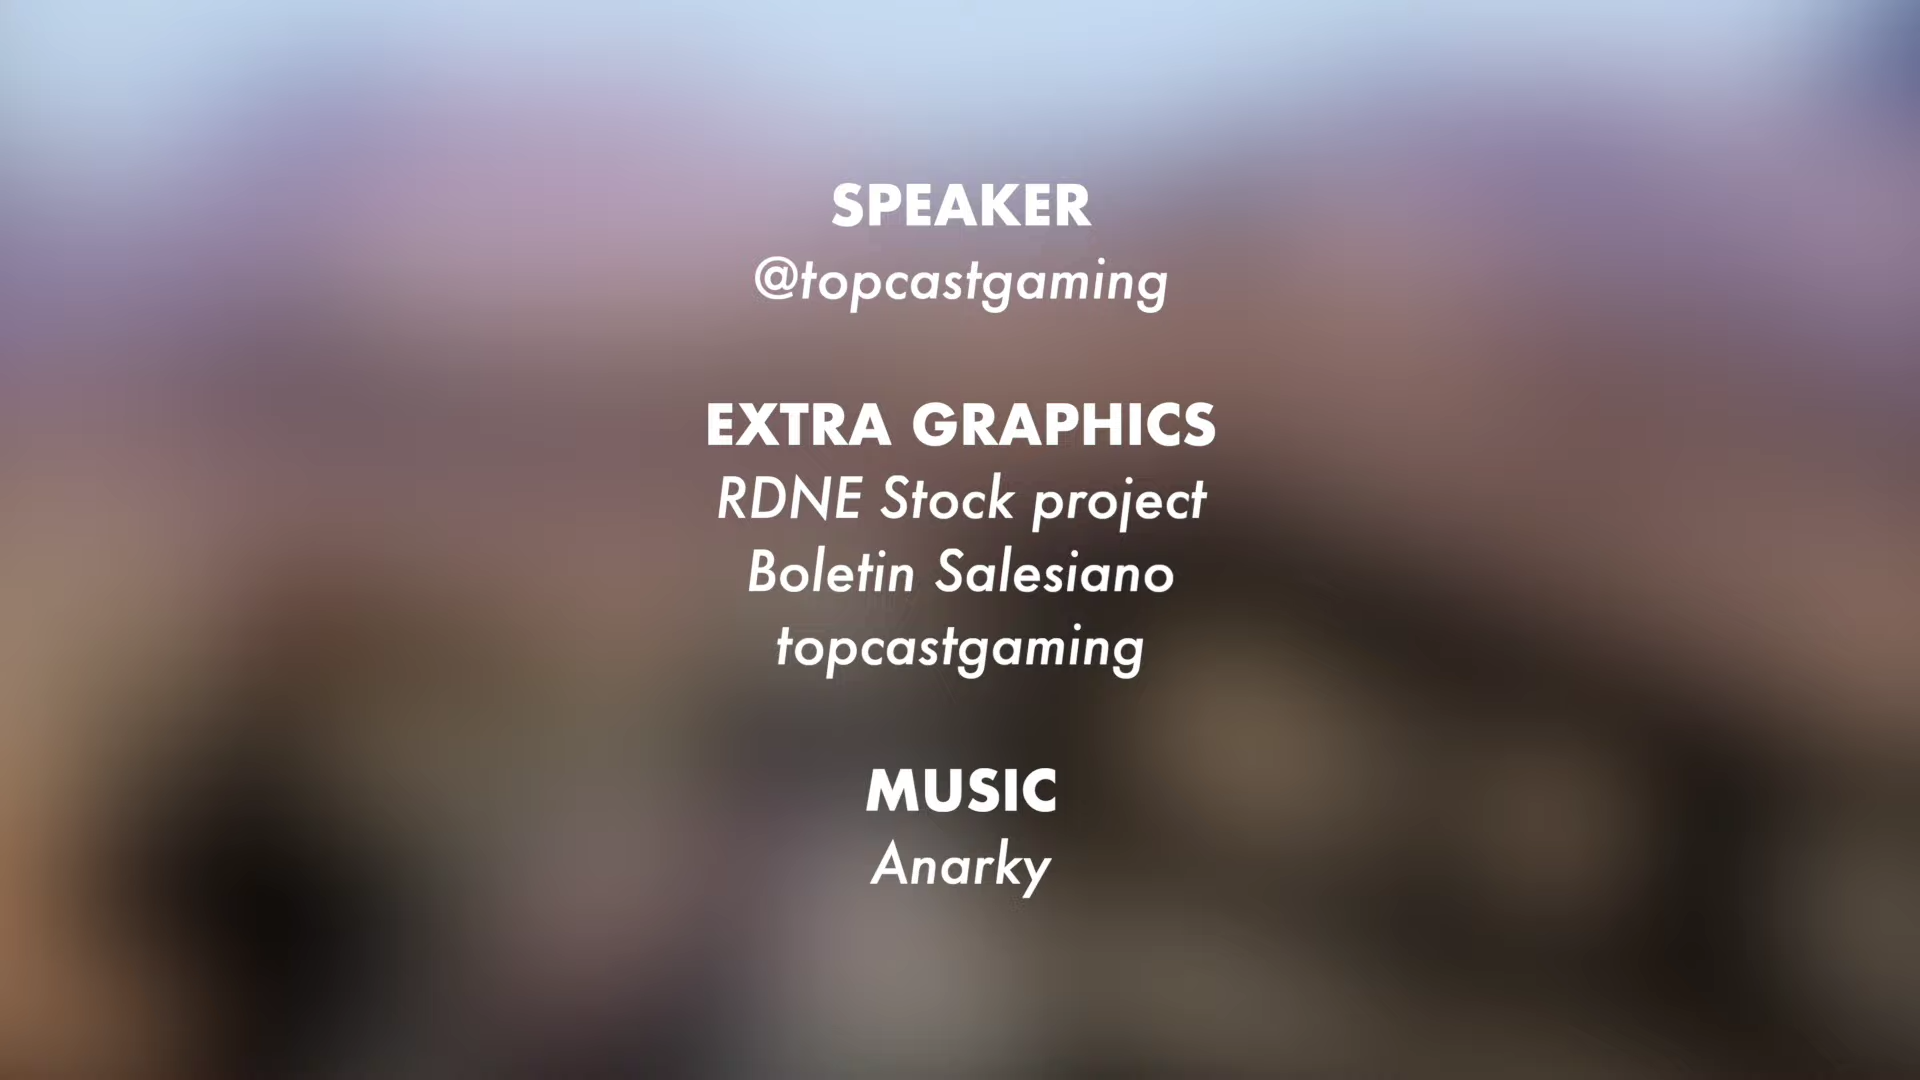 SPEAKER
@topcastgaming
EXTRA GRAPHICS
RDNE Stock project
Boletin Salesiano
topcastgaming
MUSIC
Anarky